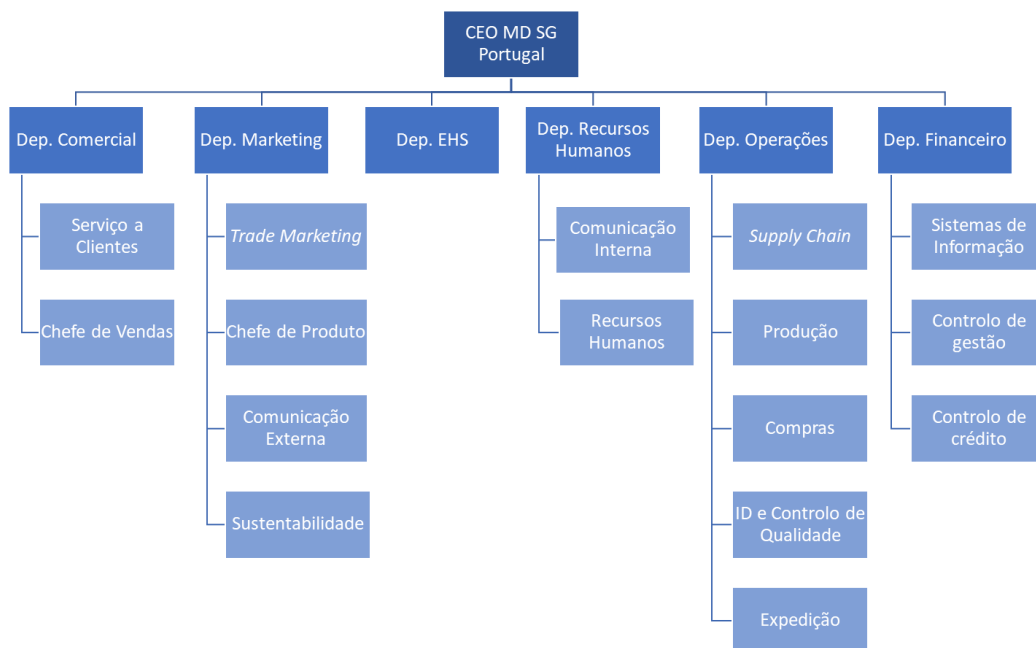 CEO MD SG
Portugal
Dep. Comercial
Dep. Marketing
Dep. EHS
Dep. Recursos
Humanos
Dep. Operações
Dep. Financeiro
Serviço a
Clientes
Chefe de Vendas
Trade Marketing
Chefe de Produto
Comunicação
Externa
Sustentabilidade
Comunicação
Interna
Recursos
Humanos
Supply Chain
Produção
Compras
ID e Controlo de
Qualidade
Expedição
Sistemas de
Informação
Controlo de
gestão
Controlo de
crédito